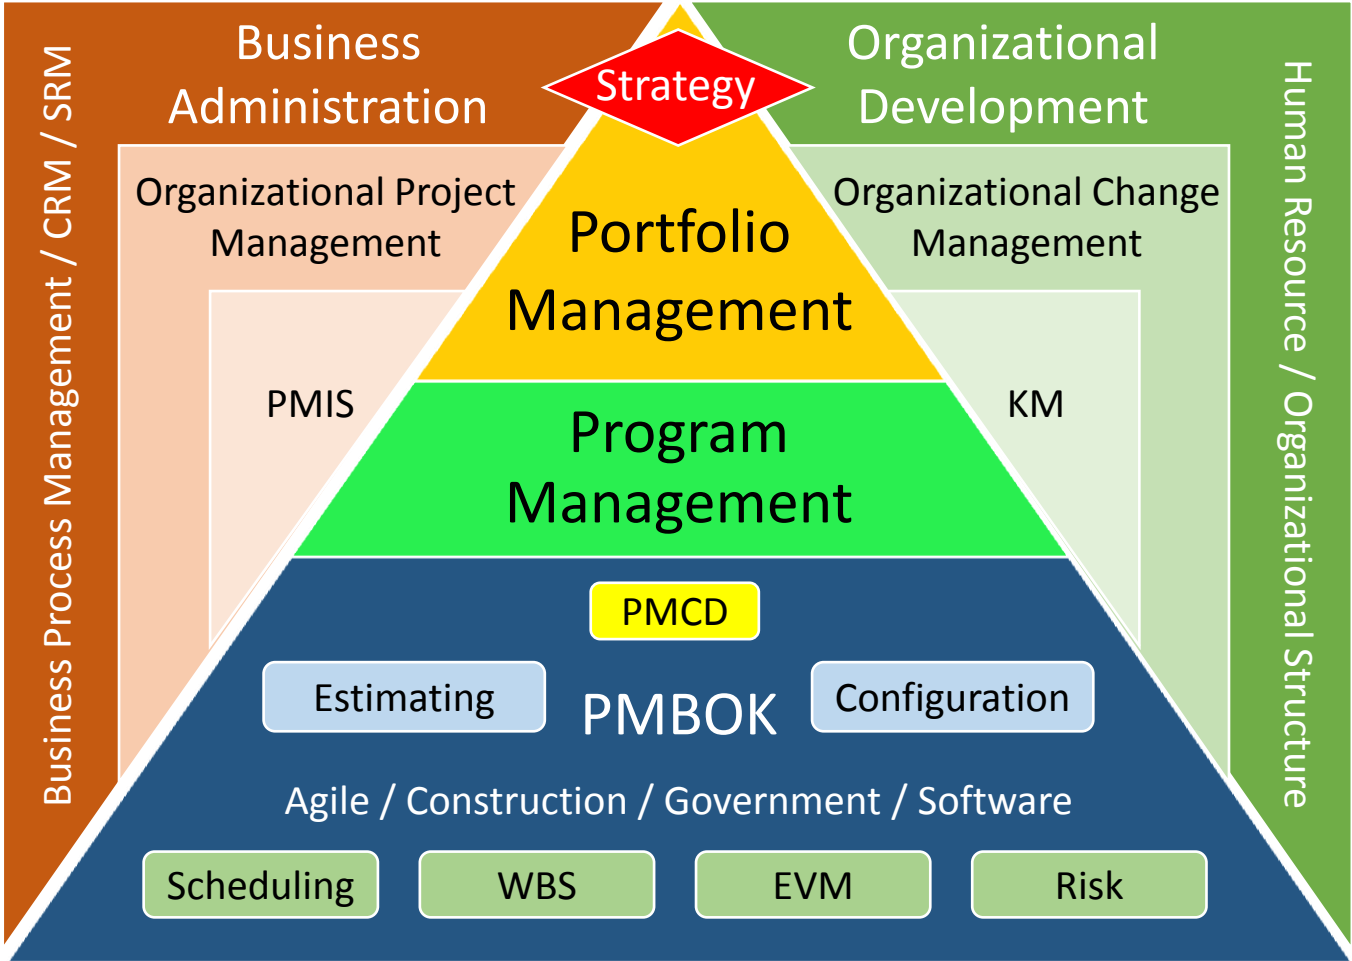 Business
Administration
Strategy
Organizational
Development
Business Process Management / CRM / SRM
Organizational Project
Management
Portfolio
Management
Organizational Change
Management
Human Resource / Organizational Structure
PMIS
Program
Management
KM
PMCD
Estimating
PMBOK
Configuration
Agile / Construction / Government / Software
Scheduling
WBS
EVM
Risk